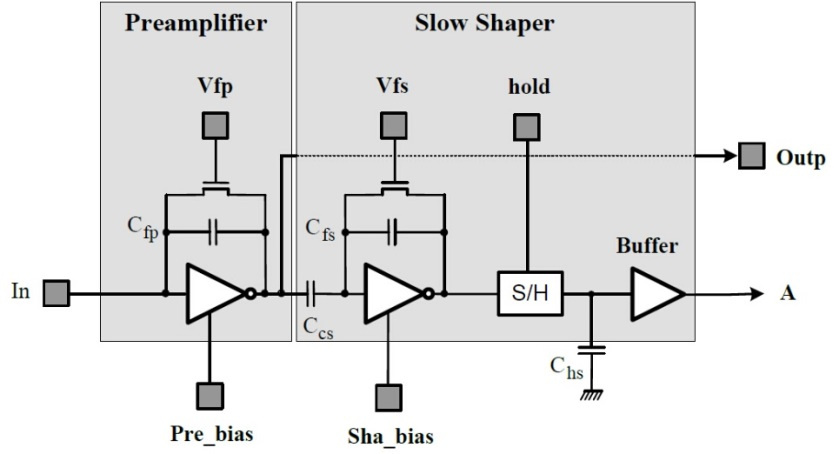 Preamplifier
Slow Shaper
Vfp
Vfs
hold
Outp
Cfp
Cfs
Buffer
In
S/H
A
Ccs
Chs
Pre_bias
Sha_bias